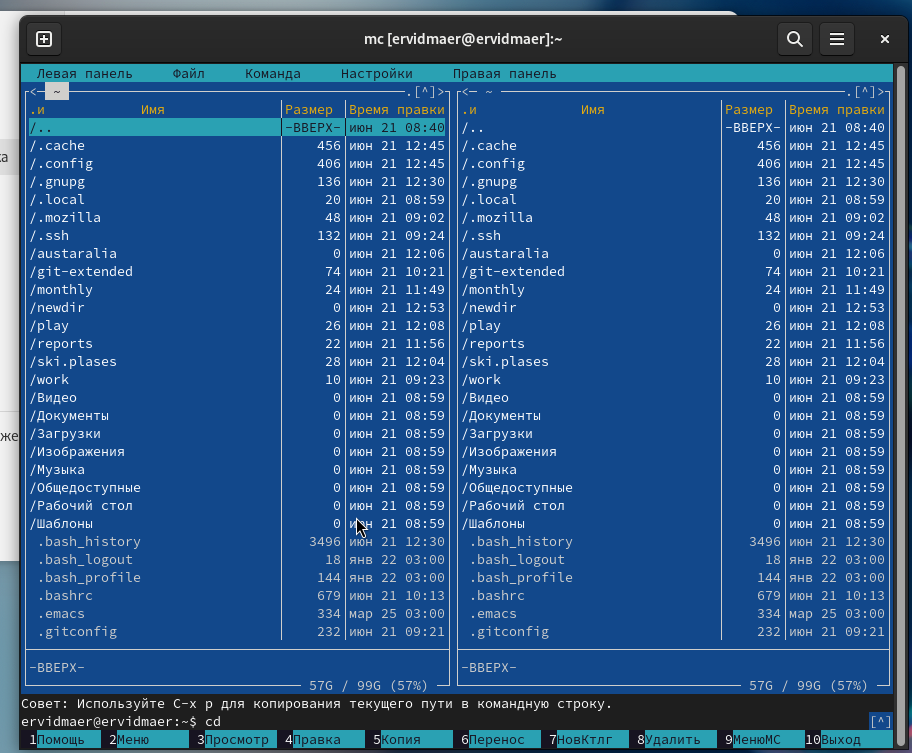 mc [ervidmaer@ervidmaer]:~
Левая панель Файл Команда Настройки Правая панель
<─ ~ .[^]> <─ ~ .[^]>
.и Имя Размер Время правки .и Имя Размер Время правки
/.. -ВВЕРХ- июн 21 08:40 /.. -ВВЕРХ- июн 21 08:40
/.cache 456 июн 21 12:45 /.cache 456 июн 21 12:45
/.config 406 июн 21 12:45 /.config 406 июн 21 12:45
/.gnupg 136 июн 21 12:30 /.gnupg 136 июн 21 12:30
/.local 20 июн 21 08:59 /.local 20 июн 21 08:59
/.mozilla 48 июн 21 09:02 /.mozilla 48 июн 21 09:02
/.ssh 132 июн 21 09:24 /.ssh 132 июн 21 09:24
/austaralia 0 июн 21 12:06 /austaralia 0 июн 21 12:06
/git-extended 74 июн 21 10:21 /git-extended 74 июн 21 10:21
/monthly 24 июн 21 11:49 /monthly 24 июн 21 11:49
/newdir 0 июн 21 12:53 /newdir 0 июн 21 12:53
/play 26 июн 21 12:08 /play 26 июн 21 12:08
/reports 22 июн 21 11:56 /reports 22 июн 21 11:56
/ski.plases 28 июн 21 12:04 /ski.plases 28 июн 21 12:04
/work 10 июн 21 09:23 /work 10 июн 21 09:23
/Видео 0 июн 21 08:59 /Видео 0 июн 21 08:59
/Документы 0 июн 21 08:59 /Документы 0 июн 21 08:59
/Загрузки 0 июн 21 08:59 /Загрузки 0 июн 21 08:59
/Изображения 0 июн 21 08:59 /Изображения 0 июн 21 08:59
/Музыка 0 июн 21 08:59 /Музыка 0 июн 21 08:59
/Общедоступные 0 июн 21 08:59 /Общедоступные 0 июн 21 08:59
/Рабочий стол 0 июн 21 08:59 /Рабочий стол 0 июн 21 08:59
/Шаблоны 0 июн 21 08:59 /Шаблоны 0 июн 21 08:59
.bash_history 3496 июн 21 12:30 .bash_history 3496 июн 21 12:30
.bash_logout 18 янв 22 03:00 .bash_logout 18 янв 22 03:00
.bash_profile 144 янв 22 03:00 .bash_profile 144 янв 22 03:00
.bashrc 679 июн 21 10:13 .bashrc 679 июн 21 10:13
.emacs 334 мар 25 03:00 .emacs 334 мар 25 03:00
.gitconfig 232 июн 21 09:21 .gitconfig 232 июн 21 09:21
-ВВЕРХ- -ВВЕРХ-
57G / 99G (57%) 57G / 99G (57%)
Совет: Используйте C-x p для копирования текущего пути в командную строку.
ervidmaer@ervidmaer:~$ cd [^]
1Помощь 2Меню 3Просмотр 4Правка 5Копия 6Перенос 7НовКтлг 8Удалить 9МенюМС 10Выход